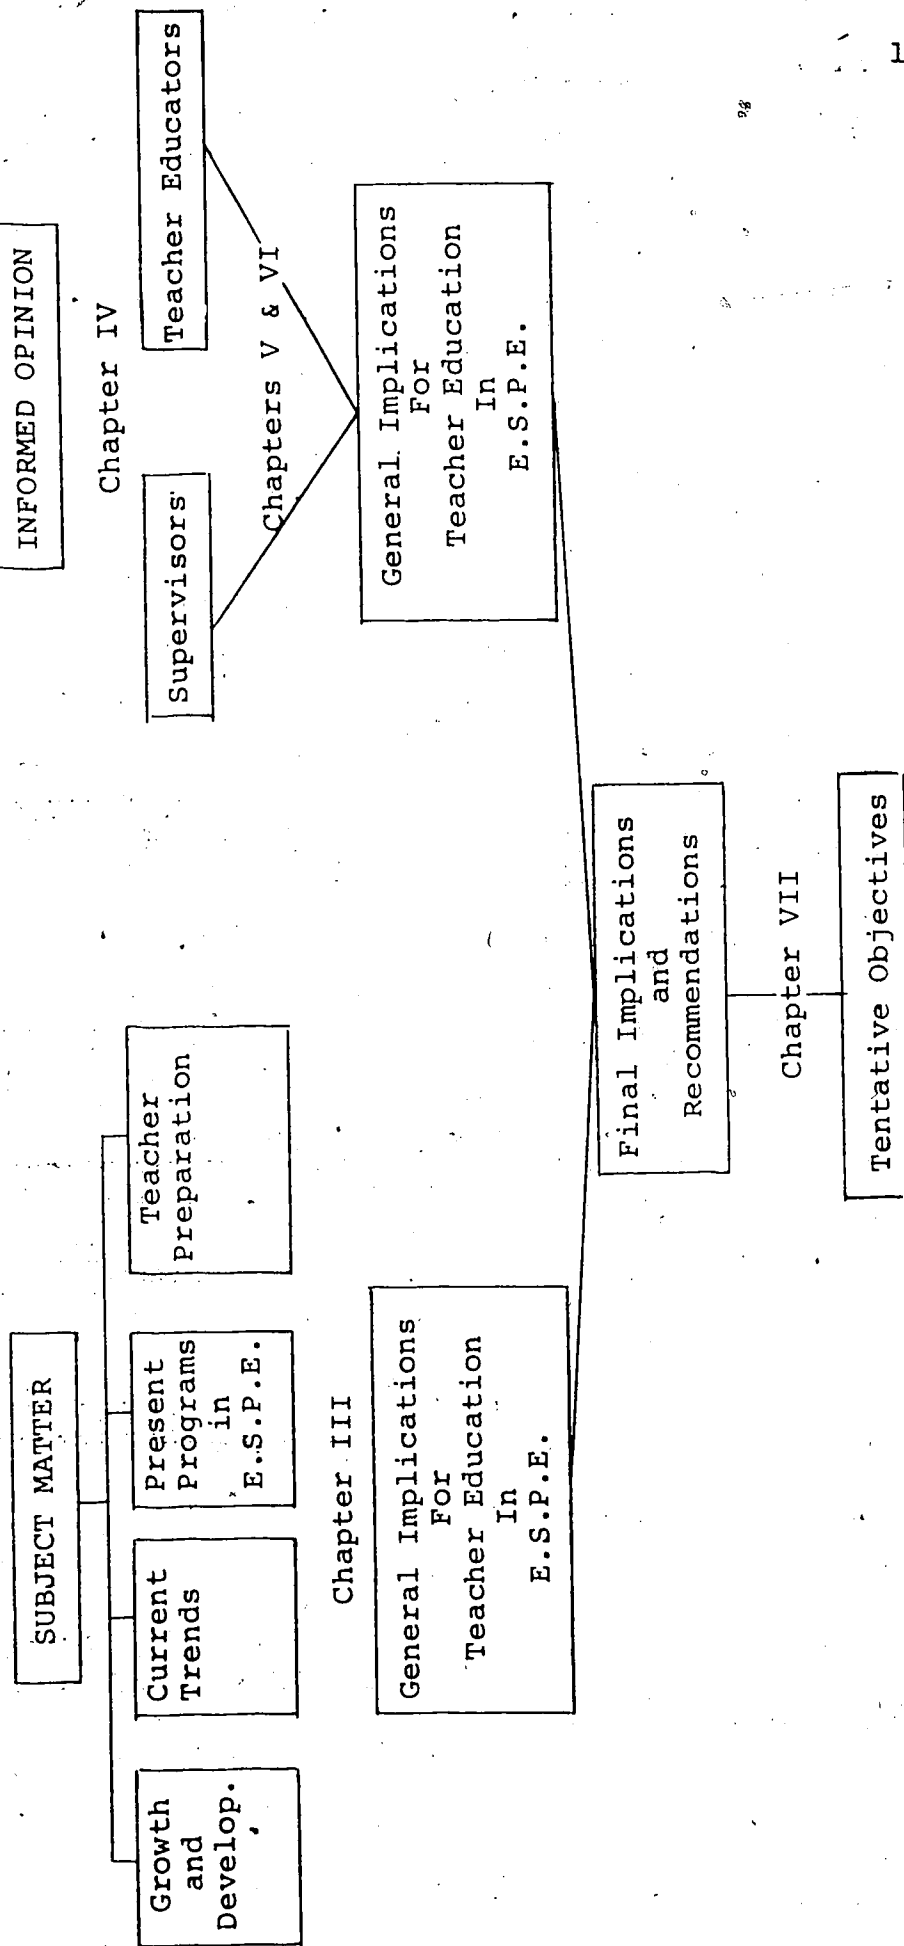 SUBJECT MATTER
Growth
and
Develop.
Current
Trends
Present
Programs
in
E.S.P.E.
Teacher
Preparation
Chapter III
General Implications
For
Teacher Education
In
E.S.P.E.
INFORMED OPINION
Chapter IV
Supervisors
Teacher Educators
Chapters V & VI
General Implications
For
Teacher Education
In
E.S.P.E.
Final Implications
and
Recommendations
Chapter VII
Tentative Objectives
1